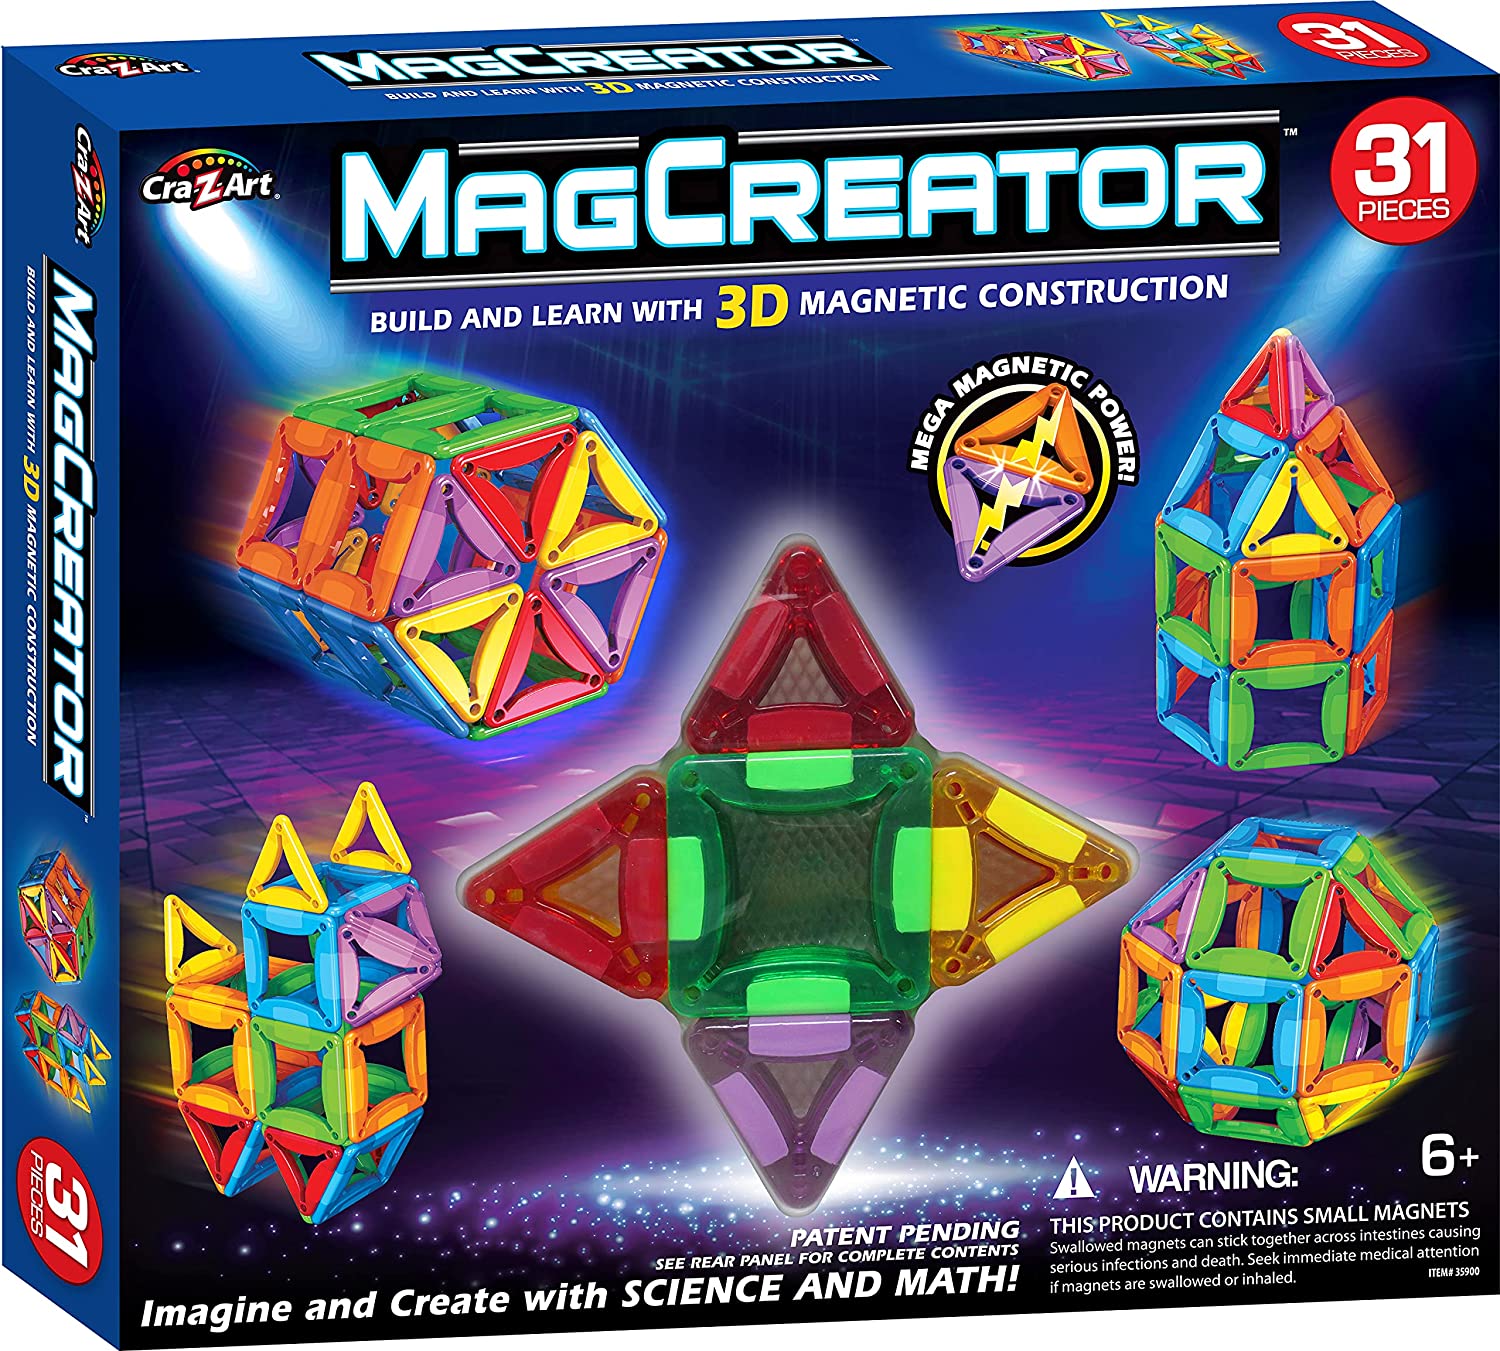 Cra-Z-Art
MAGCREATOR™
BUILD AND LEARN WITH 3D MAGNETIC CONSTRUCTION
31
PIECES
Cra-Z-Art
MAGCREATOR™
BUILD AND LEARN WITH 3D MAGNETIC CONSTRUCTION
31
PIECES
Cra-Z-Art®
MAGCREATOR™
31
PIECES
BUILD AND LEARN WITH 3D MAGNETIC CONSTRUCTION
MEGA MAGNETIC POWER!
6+
WARNING:
THIS PRODUCT CONTAINS SMALL MAGNETS
Swallowed magnets can stick together across intestines causing
serious infections and death. Seek immediate medical attention
if magnets are swallowed or inhaled.
ITEM# 35900
PATENT PENDING
SEE REAR PANEL FOR COMPLETE CONTENTS
Imagine and Create with SCIENCE AND MATH!